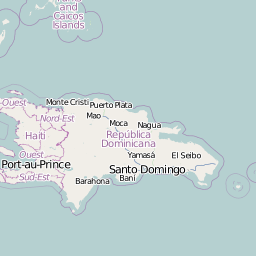 and
Caicos
Islands
Ouest
Nord-Est
Haïti
Ouest
Port-au-Prince
Sud-Est
Monte Cristi
Puerto Plata
Mao
Moca
Nagua
República
Dominicana
Yamasá
El Seibo
Santo Domingo
Baní
Barahona